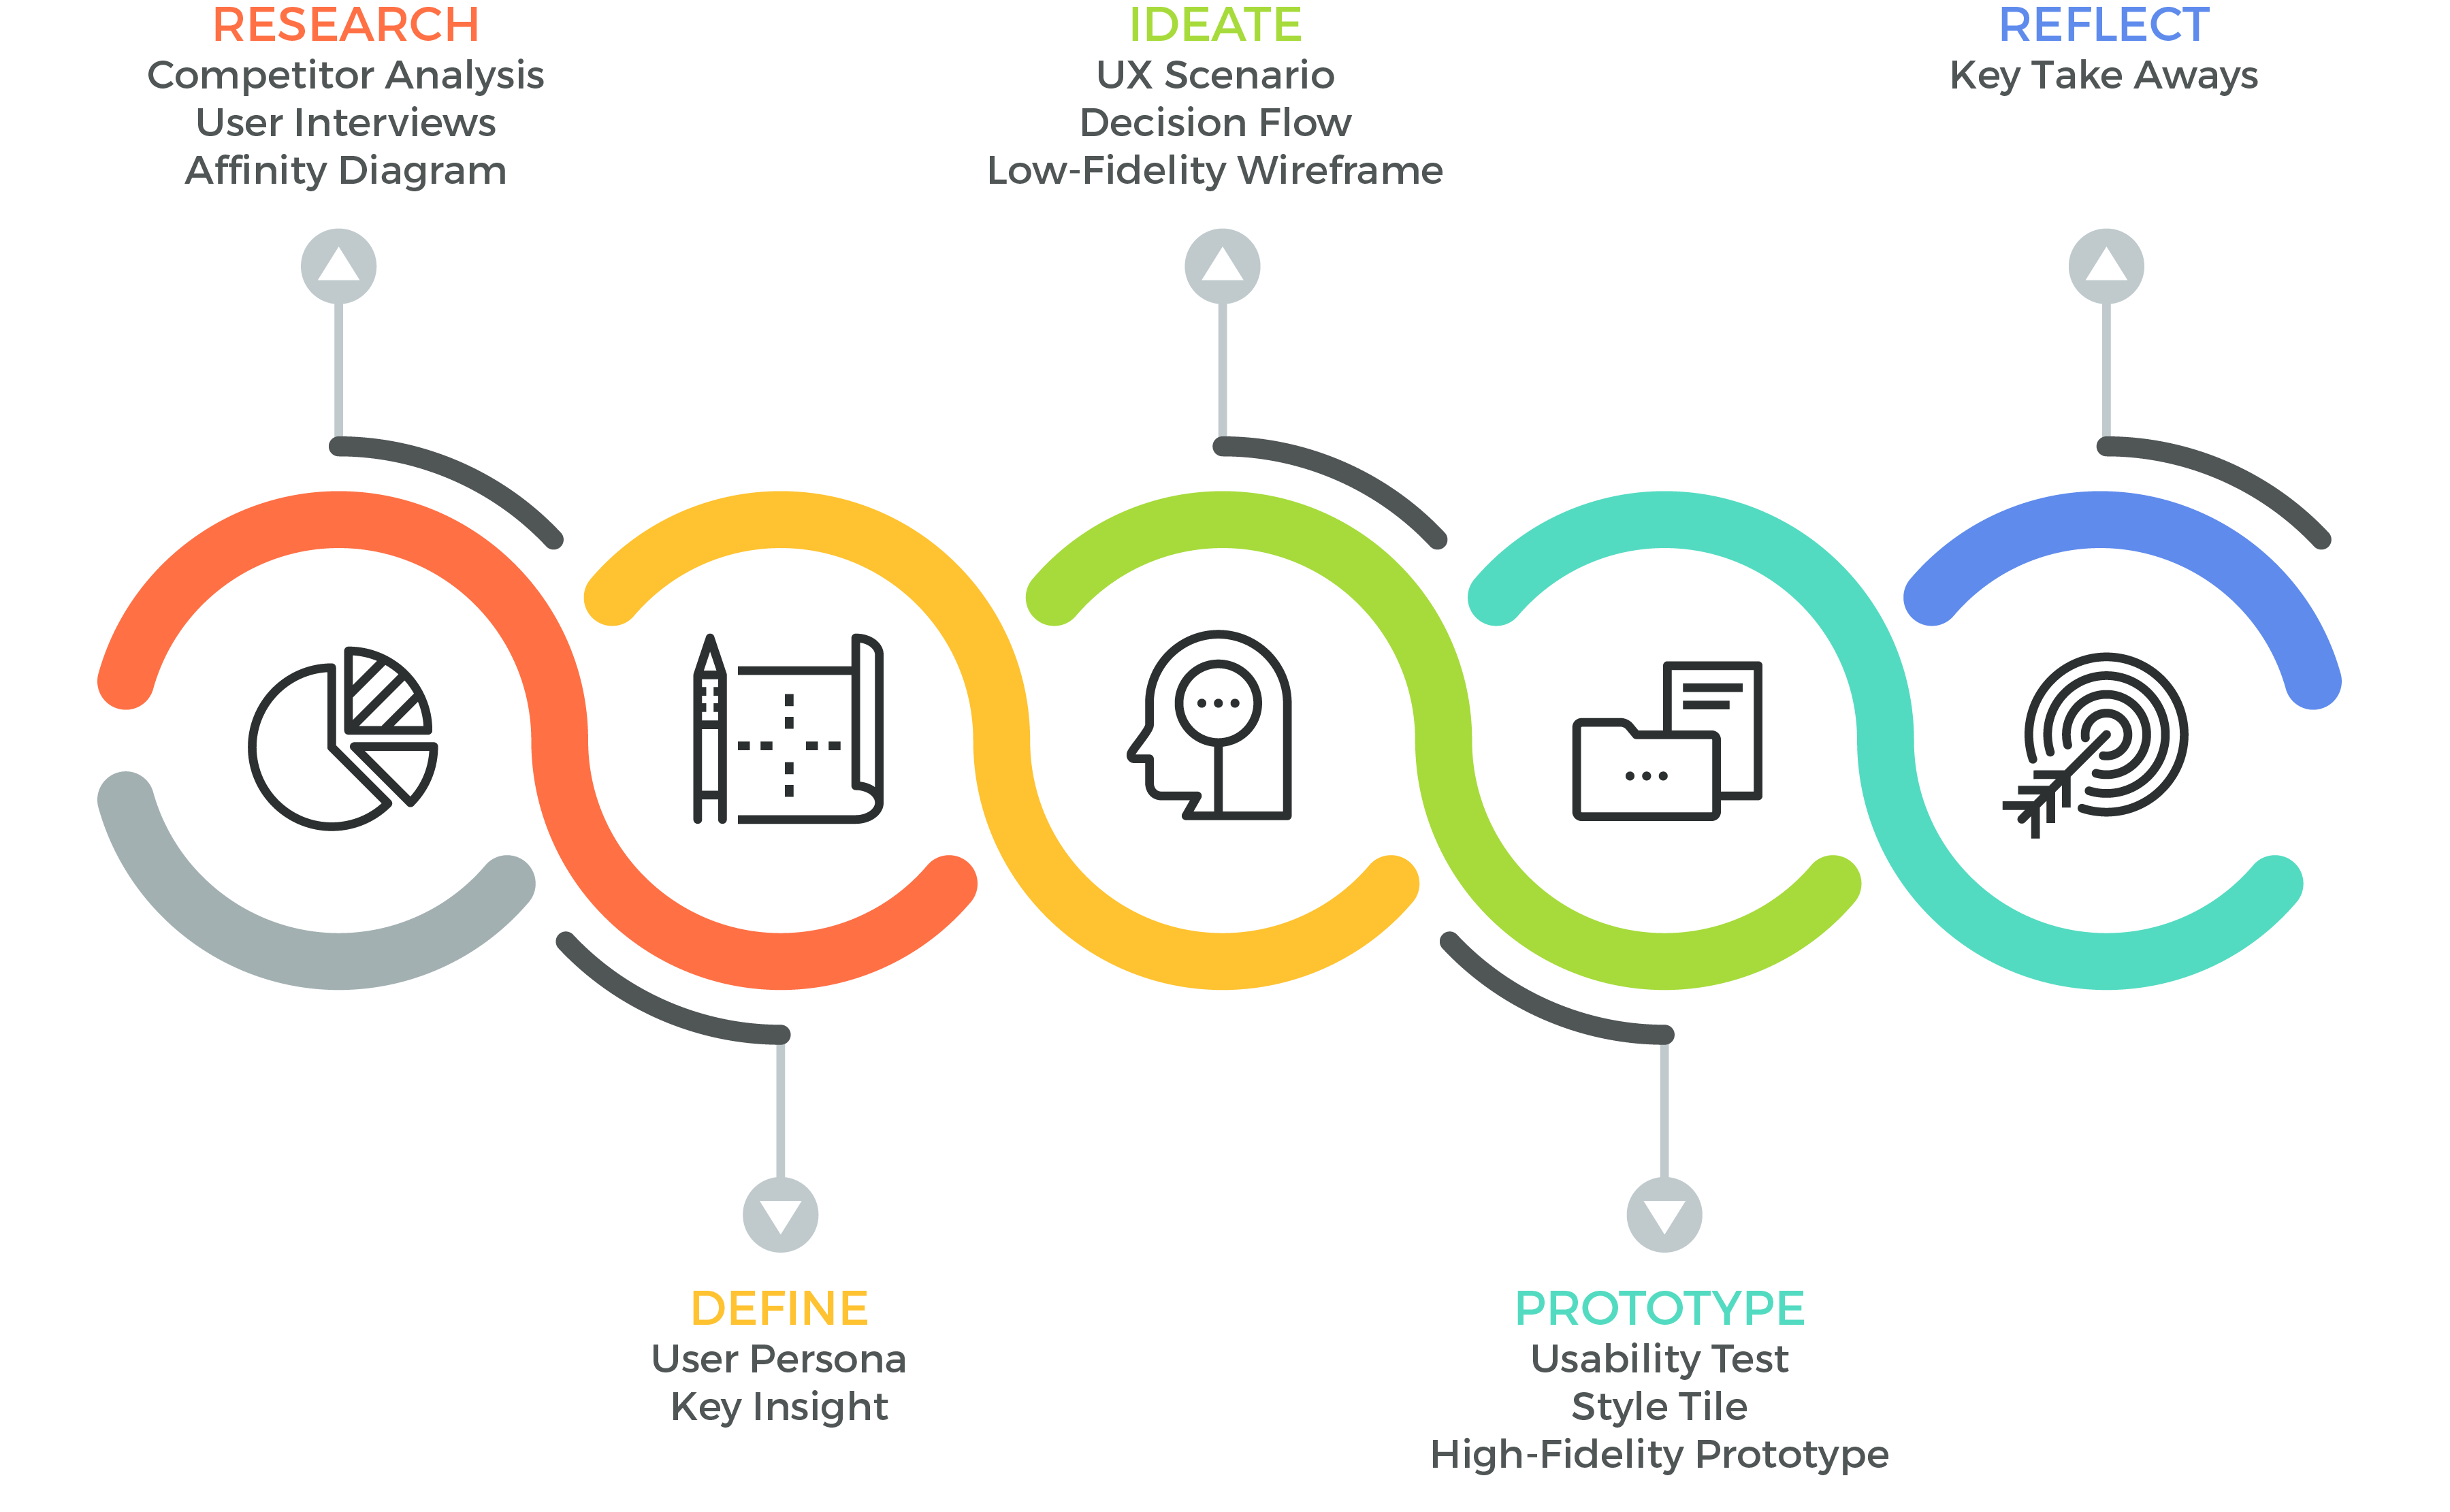 RESEARCH
Competitor Analysis
User Interviews
Affinity Diagram
IDEATE
UX Scenario
Decision Flow
Low-Fidelity Wireframe
REFLECT
Key Take Aways
DEFINE
User Persona
Key Insight
PROTOTYPE
Usability Test
Style Tile
High-Fidelity Prototype